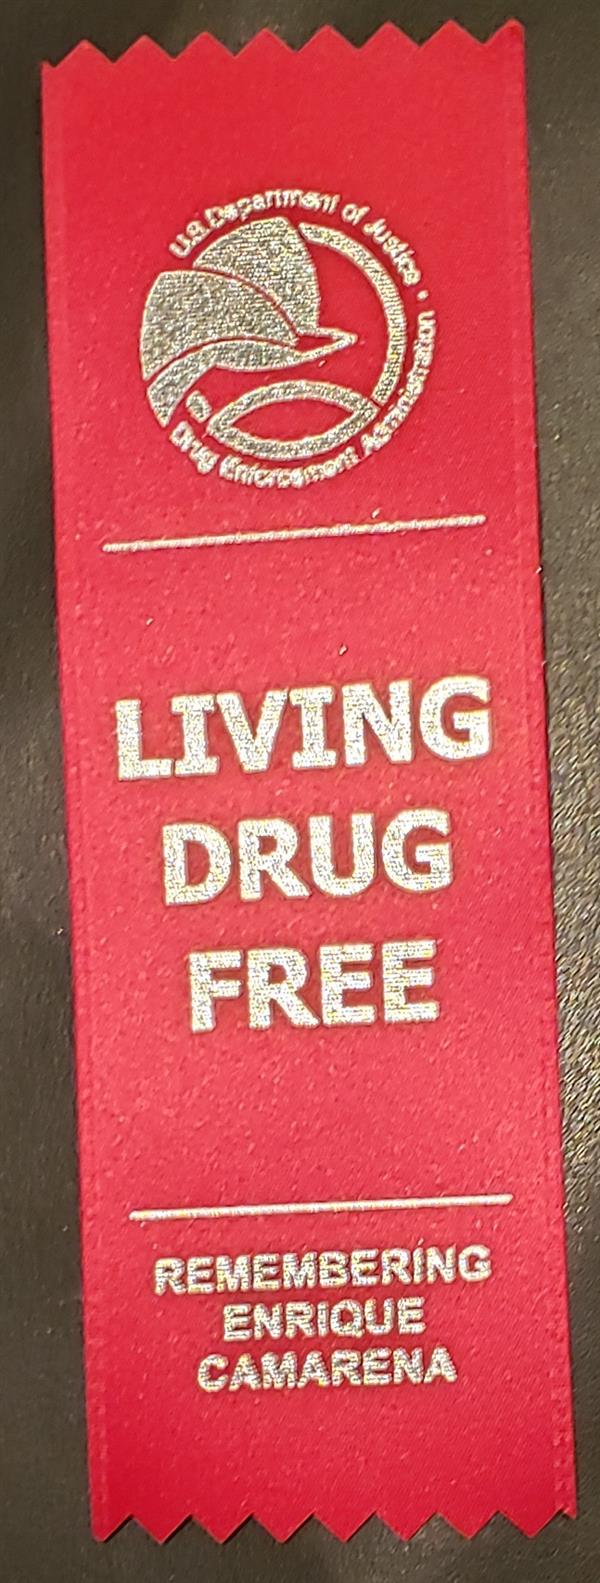 U.S. Department of Justice •
Drug Enforcement Administration
LIVING
DRUG
FREE
REMEMBERING
ENRIQUE
CAMARENA